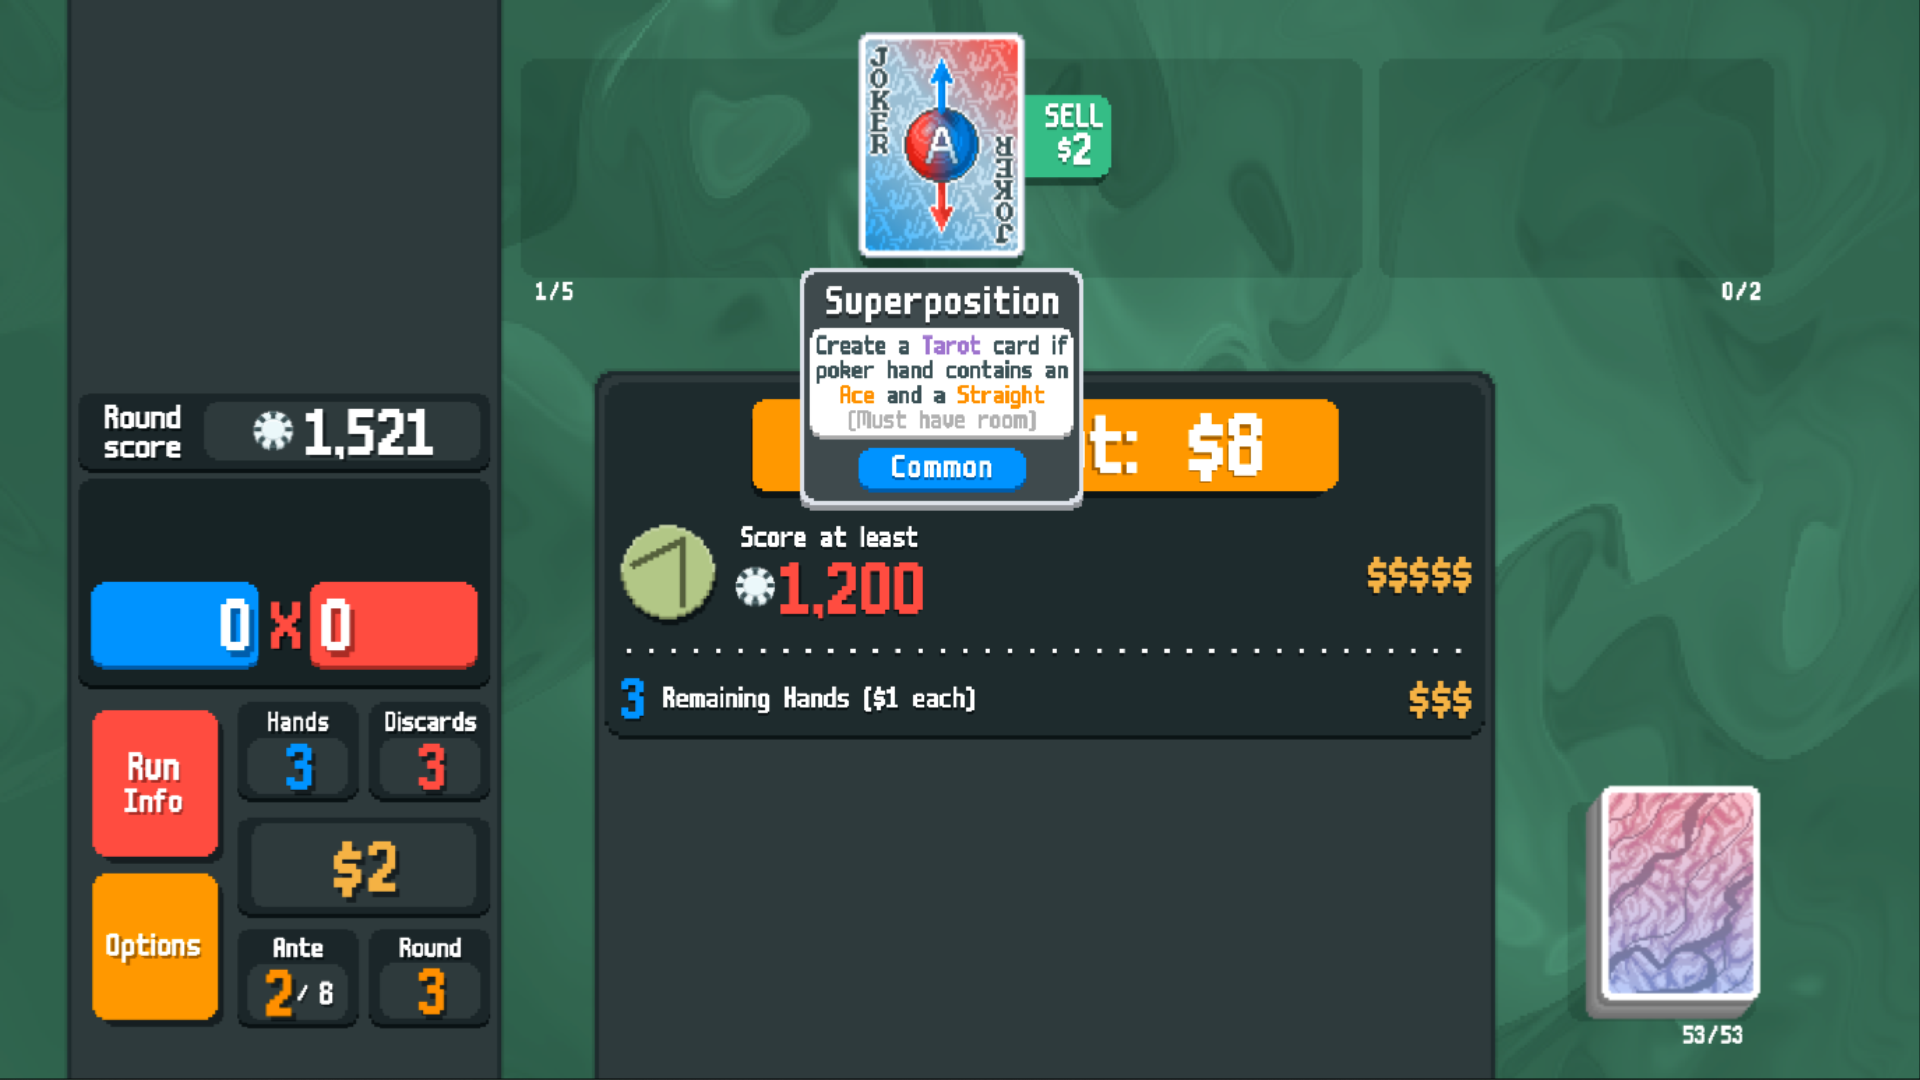 JOKER
A
JOKER
SELL
$2
1/5
0/2
Superposition
Create a Tarot card if
poker hand contains an
Ace and a Straight
(Must have room)
Common
t: $8
Round
score
1,521
Score at least
1,200
$$$$$
0 X 0
3 Remaining Hands ($1 each)
$$$
Run
Info
Hands
3
Discards
3
$2
Options
Ante
2/8
Round
3
53/53